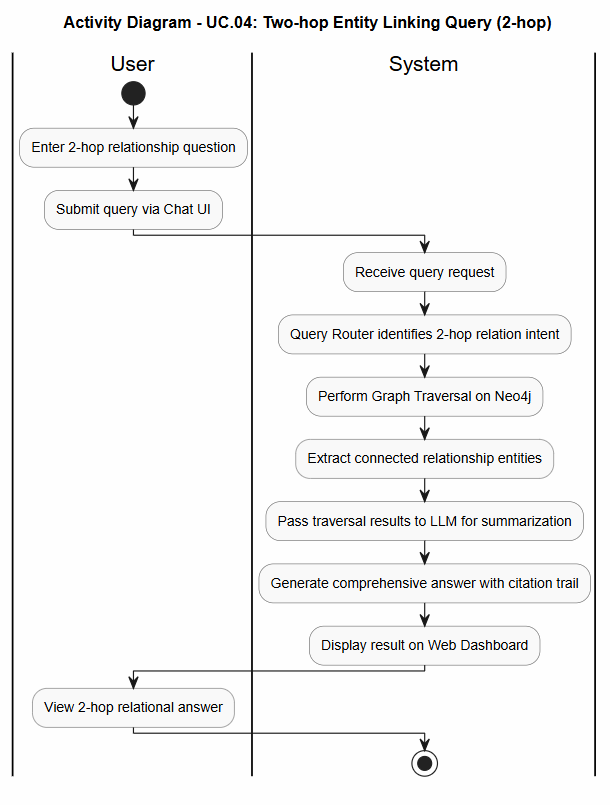 Activity Diagram - UC.04: Two-hop Entity Linking Query (2-hop)
User
System
Enter 2-hop relationship question
Submit query via Chat UI
Receive query request
Query Router identifies 2-hop relation intent
Perform Graph Traversal on Neo4j
Extract connected relationship entities
Pass traversal results to LLM for summarization
Generate comprehensive answer with citation trail
Display result on Web Dashboard
View 2-hop relational answer